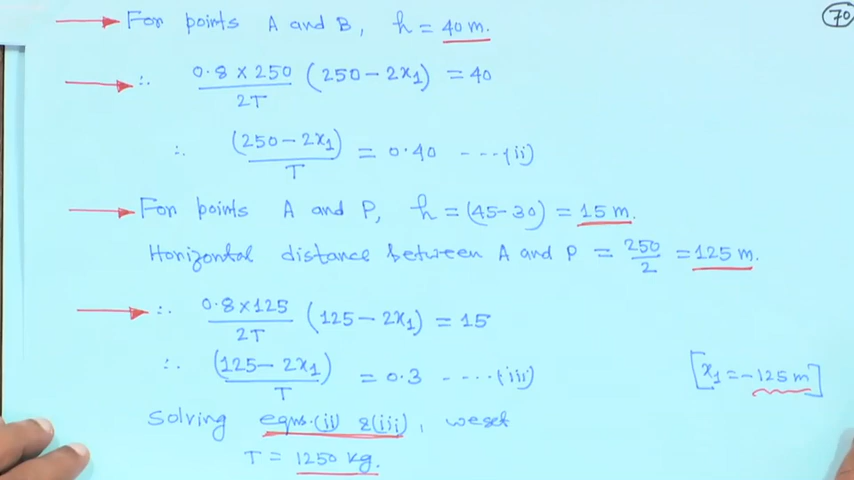 70
→ For points A and B, h = 40 m.
→ ∴ (0.8 × 250)/(2T) (250 - 2x₁) = 40
∴ (250 - 2x₁)/T = 0.40 ---- (ii)
→ For points A and P, h = (45-30) = 15 m.
Horizontal distance between A and P = 250/2 = 125 m.
→ ∴ (0.8×125)/(2T) (125 - 2x₁) = 15
∴ (125 - 2x₁)/T = 0.3 ----- (iii)
[x₁ = -125 m]
Solving eqns. (ii) & (iii), we get
T = 1250 kg.